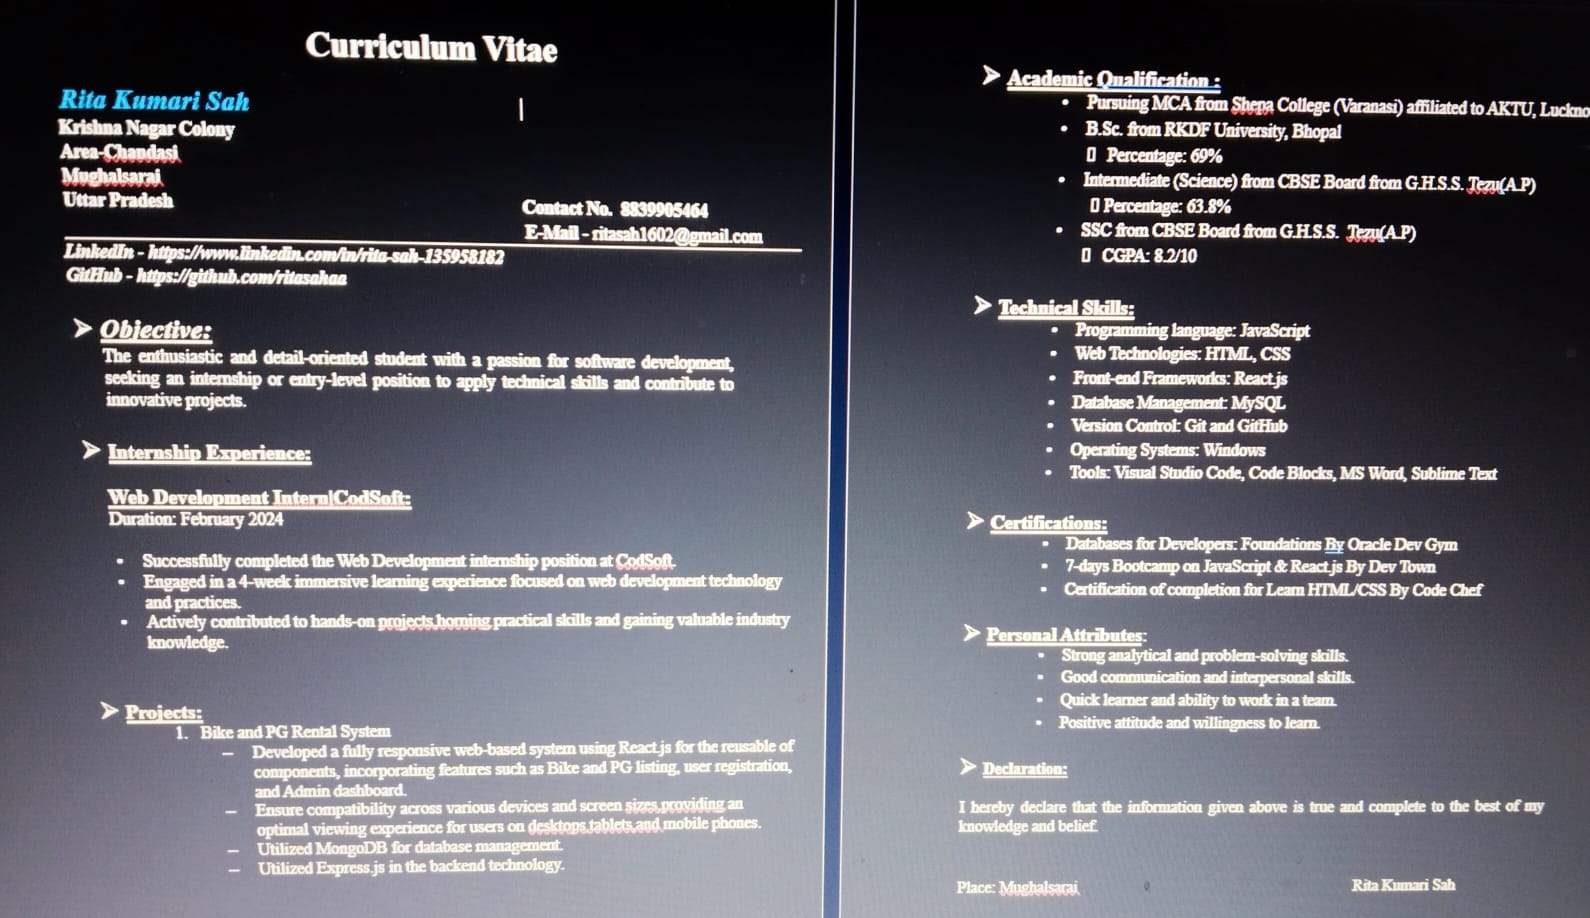 Curriculum Vitae
Rita Kumari Sah
Krishna Nagar Colony
Area-Chandasi
Mughalsarai
Uttar Pradesh
Contact No. 8839905464
E-Mail - ritasah1602@gmail.com
LinkedIn - https://www.linkedin.com/in/rita-sah-135958182
GitHub - https://github.com/ritasahaa
➢ Objective:
The enthusiastic and detail-oriented student with a passion for software development,
seeking an internship or entry-level position to apply technical skills and contribute to
innovative projects.
➢ Internship Experience:
Web Development Intern|CodSoft:
Duration: February 2024
• Successfully completed the Web Development internship position at CodSoft.
• Engaged in a 4-week immersive learning experience focused on web development technology
and practices.
• Actively contributed to hands-on projects,horning practical skills and gaining valuable industry
knowledge.
➢ Projects:
1. Bike and PG Rental System
– Developed a fully responsive web-based system using React.js for the reusable of
components, incorporating features such as Bike and PG listing, user registration,
and Admin dashboard.
– Ensure compatibility across various devices and screen sizes,providing an
optimal viewing experience for users on desktops,tablets,and mobile phones.
– Utilized MongoDB for database management.
– Utilized Express.js in the backend technology.
➢ Academic Qualification :
• Pursuing MCA from Shepa College (Varanasi) affiliated to AKTU, Luckno
• B.Sc. from RKDF University, Bhopal
▯ Percentage: 69%
• Intermediate (Science) from CBSE Board from G.H.S.S. Tezu(A.P)
▯ Percentage: 63.8%
• SSC from CBSE Board from G.H.S.S. Tezu(A.P)
▯ CGPA: 8.2/10
➢ Technical Skills:
• Programming language: JavaScript
• Web Technologies: HTML, CSS
• Front-end Frameworks: React.js
• Database Management: MySQL
• Version Control: Git and GitHub
• Operating Systems: Windows
• Tools: Visual Studio Code, Code Blocks, MS Word, Sublime Text
➢ Certifications:
• Databases for Developers: Foundations By Oracle Dev Gym
• 7-days Bootcamp on JavaScript & React.js By Dev Town
• Certification of completion for Learn HTML/CSS By Code Chef
➢ Personal Attributes:
• Strong analytical and problem-solving skills.
• Good communication and interpersonal skills.
• Quick learner and ability to work in a team.
• Positive attitude and willingness to learn.
➢ Declaration:
I hereby declare that the information given above is true and complete to the best of my
knowledge and belief.
Place: Mughalsarai
Rita Kumari Sah